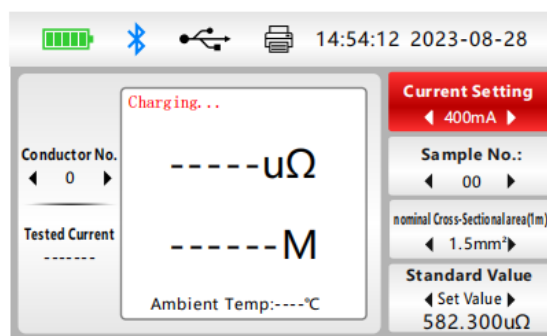 14:54:12 2023-08-28
Charging...
Conductor No.
0
-----uΩ
Tested Current
-------
------M
Ambient Temp:----℃
Current Setting
400mA
Sample No.:
00
nominal Cross-Sectional area(1m)
1.5mm²
Standard Value
Set Value
582.300uΩ